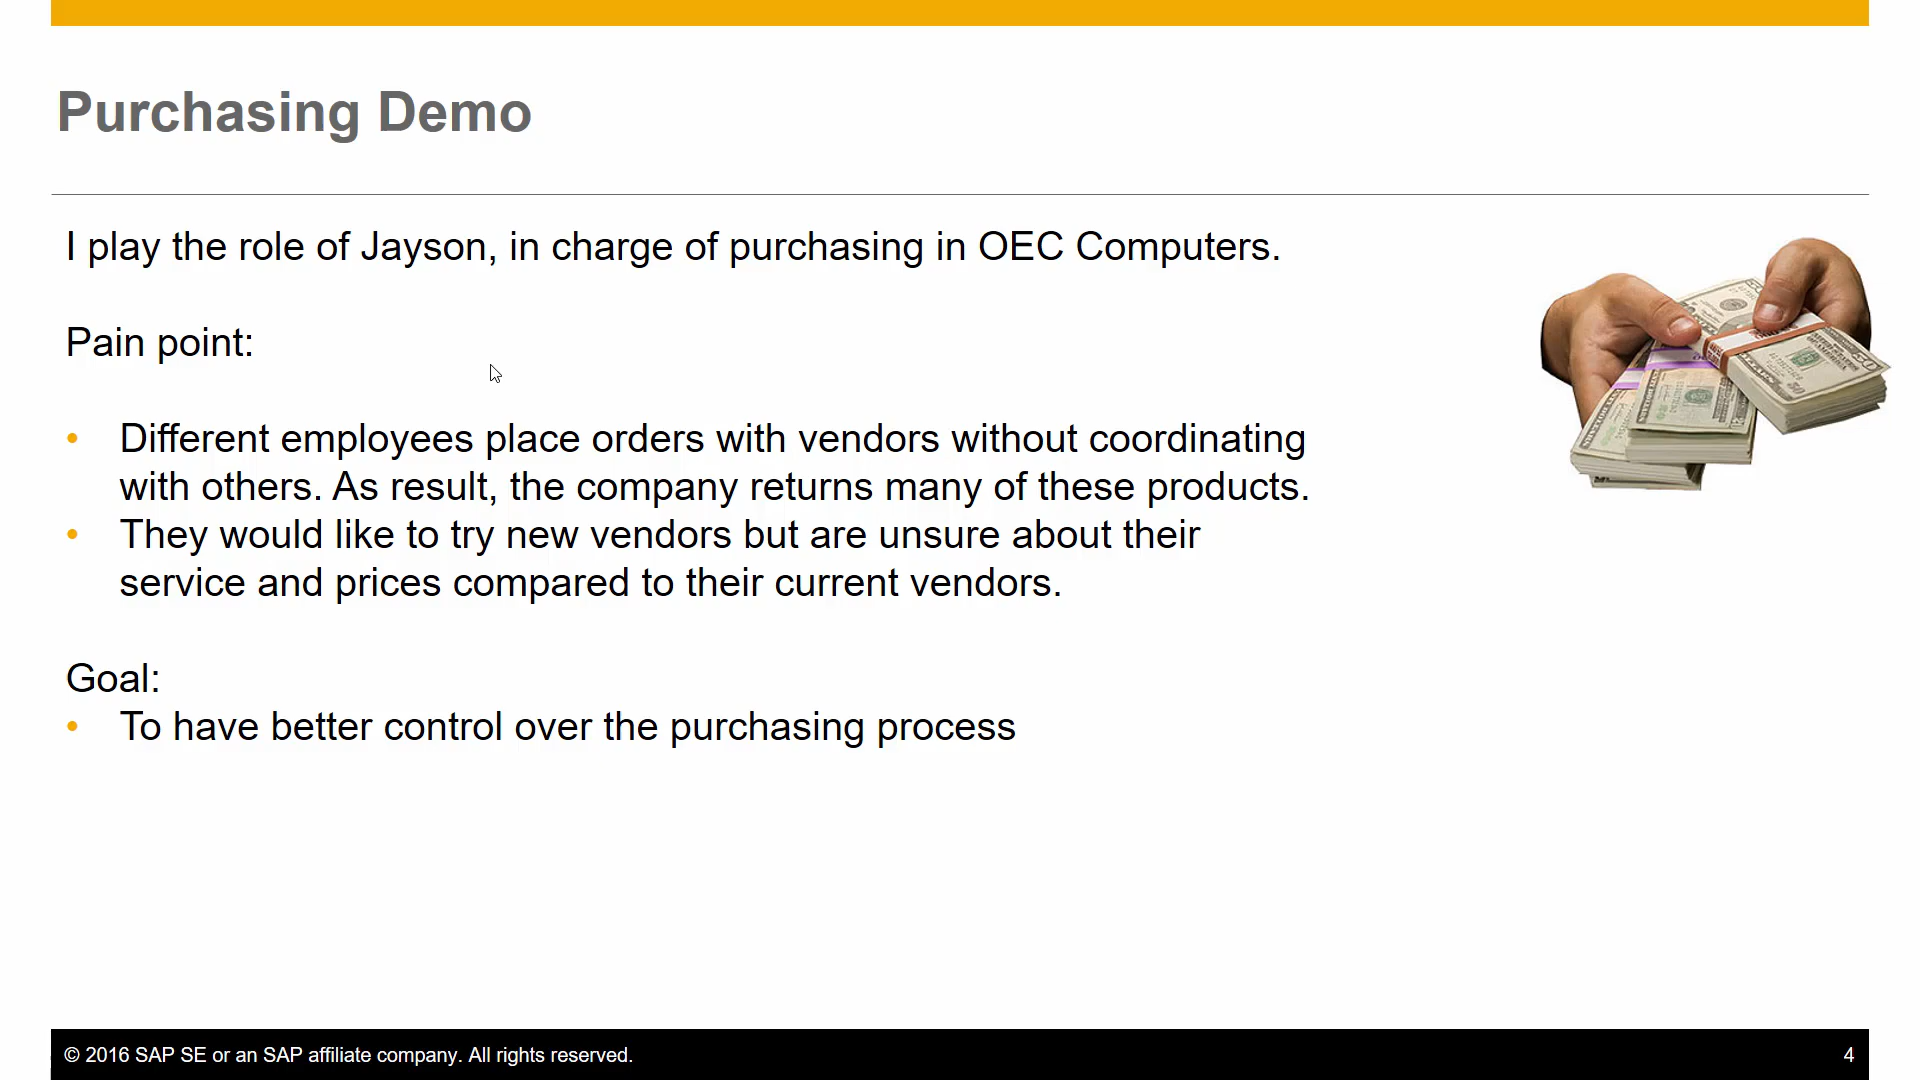 Purchasing Demo
I play the role of Jayson, in charge of purchasing in OEC Computers.
Pain point:
• Different employees place orders with vendors without coordinating
with others. As result, the company returns many of these products.
• They would like to try new vendors but are unsure about their
service and prices compared to their current vendors.
Goal:
• To have better control over the purchasing process
© 2016 SAP SE or an SAP affiliate company. All rights reserved.
4